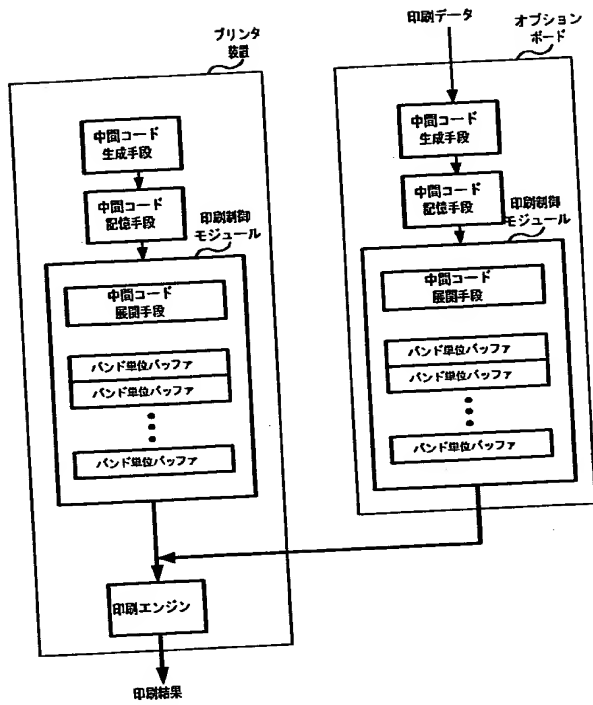 印刷データ
オプション
ボード
プリンタ
装置
中間コード
生成手段
中間コード
記憶手段
印刷制御
モジュール
中間コード
展開手段
バンド単位バッファ
バンド単位バッファ
バンド単位バッファ
印刷エンジン
印刷結果
中間コード
生成手段
中間コード
記憶手段
印刷制御
モジュール
中間コード
展開手段
バンド単位バッファ
バンド単位バッファ
バンド単位バッファ